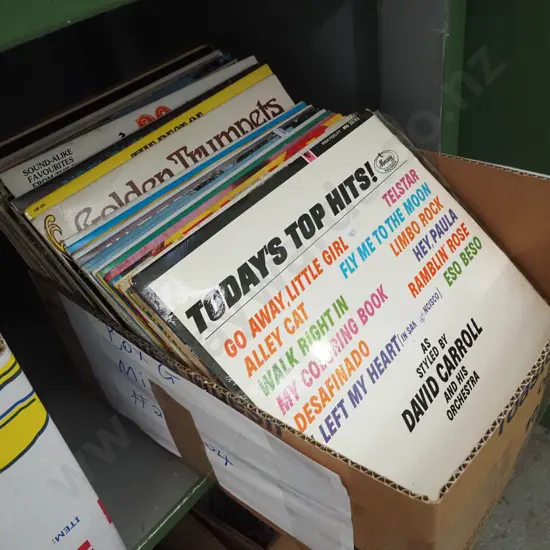 TODAY'S TOP HITS!
GO AWAY, LITTLE GIRL
ALLEY CAT
WALK RIGHT IN
MY COLORING BOOK
DESAFINADO
I LEFT MY HEART (IN SAN FRANCISCO)
TELSTAR
FLY ME TO THE MOON
LIMBO ROCK
HEY, PAULA
RAMBLIN ROSE
ESO BESO
AS
STYLED BY
DAVID CARROLL
AND HIS
ORCHESTRA
Golden Trumpets
SOUND-ALIKE
FAVOURITES
BOX G
ITEM: